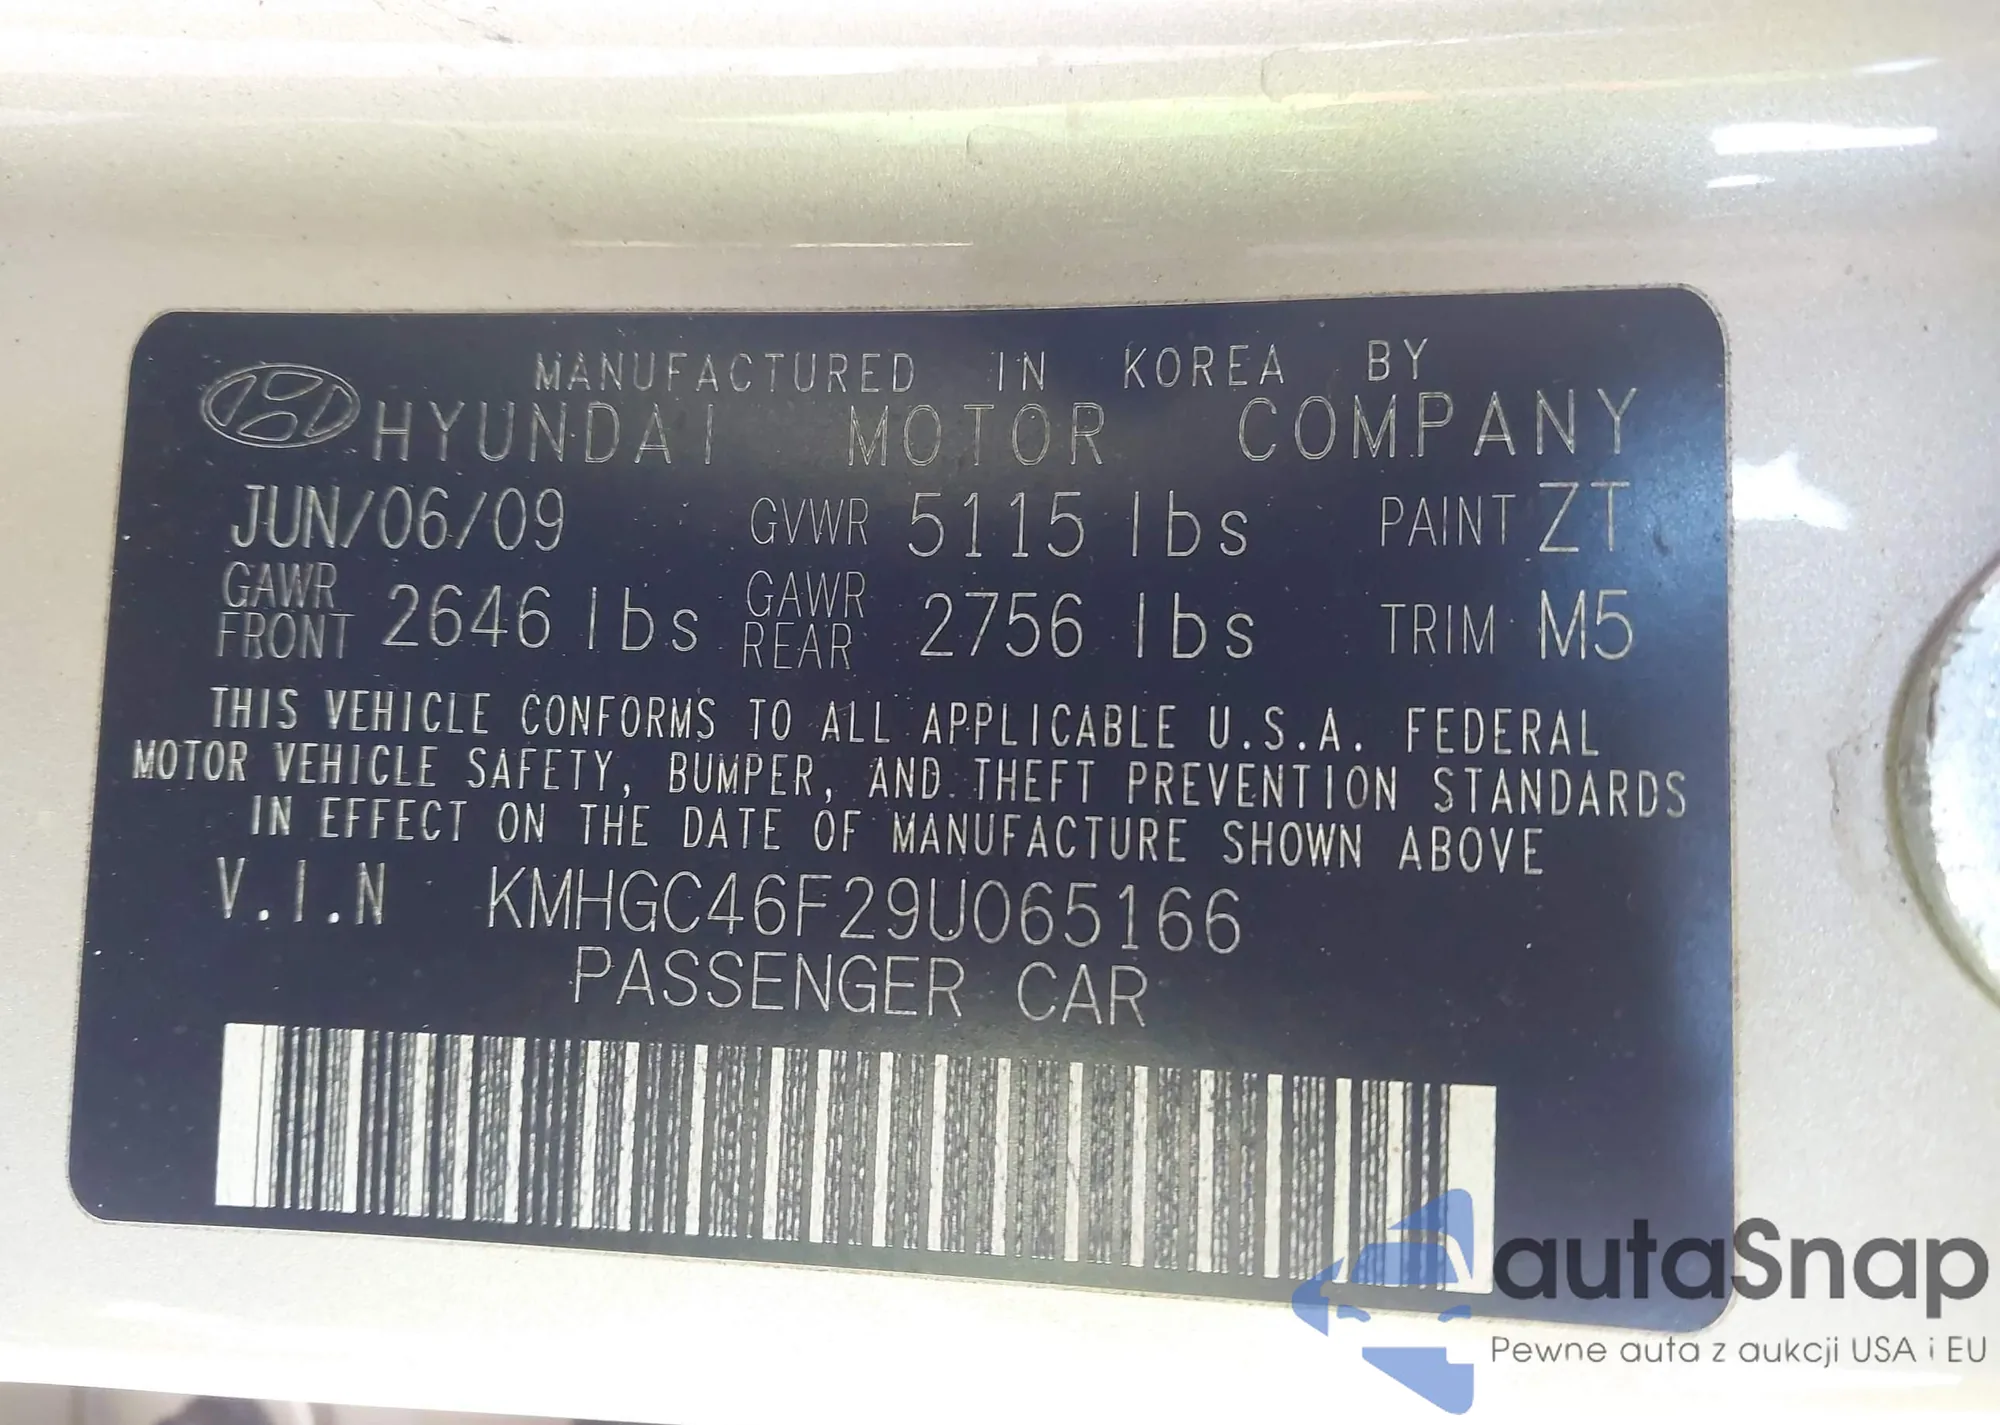 MANUFACTURED IN KOREA BY
HYUNDAI MOTOR COMPANY
JUN/06/09 GVWR 5115 lbs PAINT ZT
GAWR FRONT 2646 lbs GAWR REAR 2756 lbs TRIM M5
THIS VEHICLE CONFORMS TO ALL APPLICABLE U.S.A. FEDERAL
MOTOR VEHICLE SAFETY, BUMPER, AND THEFT PREVENTION STANDARDS
IN EFFECT ON THE DATE OF MANUFACTURE SHOWN ABOVE
V.I.N KMHGC46F29U065166
PASSENGER CAR
autaSnap
Pewne auta z aukcji USA i EU